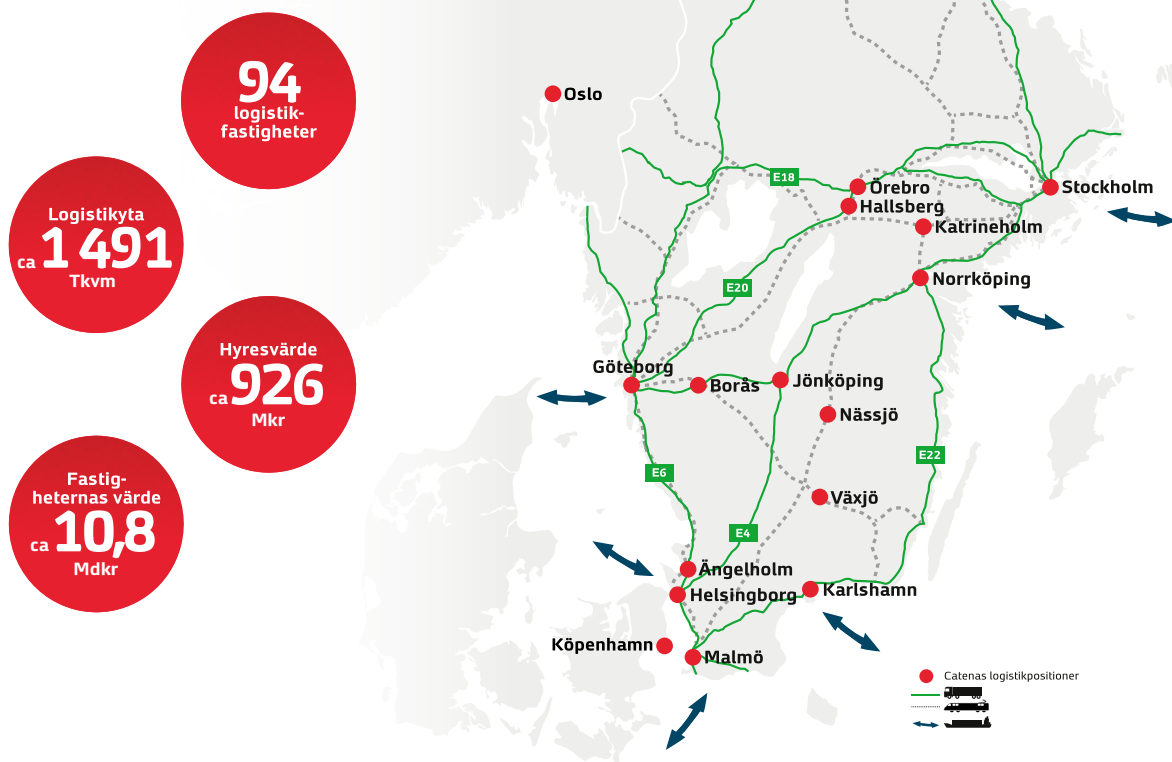 94
logistik-
fastigheter
Logistikyta
ca 1 491
Tkvm
Hyresvärde
ca 926
Mkr
Fastig-
heternas värde
ca 10,8
Mdkr
Oslo
E18
Örebro
Stockholm
Hallsberg
Katrineholm
Norrköping
E20
Göteborg
Borås
Jönköping
Nässjö
E22
E6
Växjö
E4
Ängelholm
Helsingborg
Karlshamn
Köpenhamn
Malmö
Catenas logistikpositioner